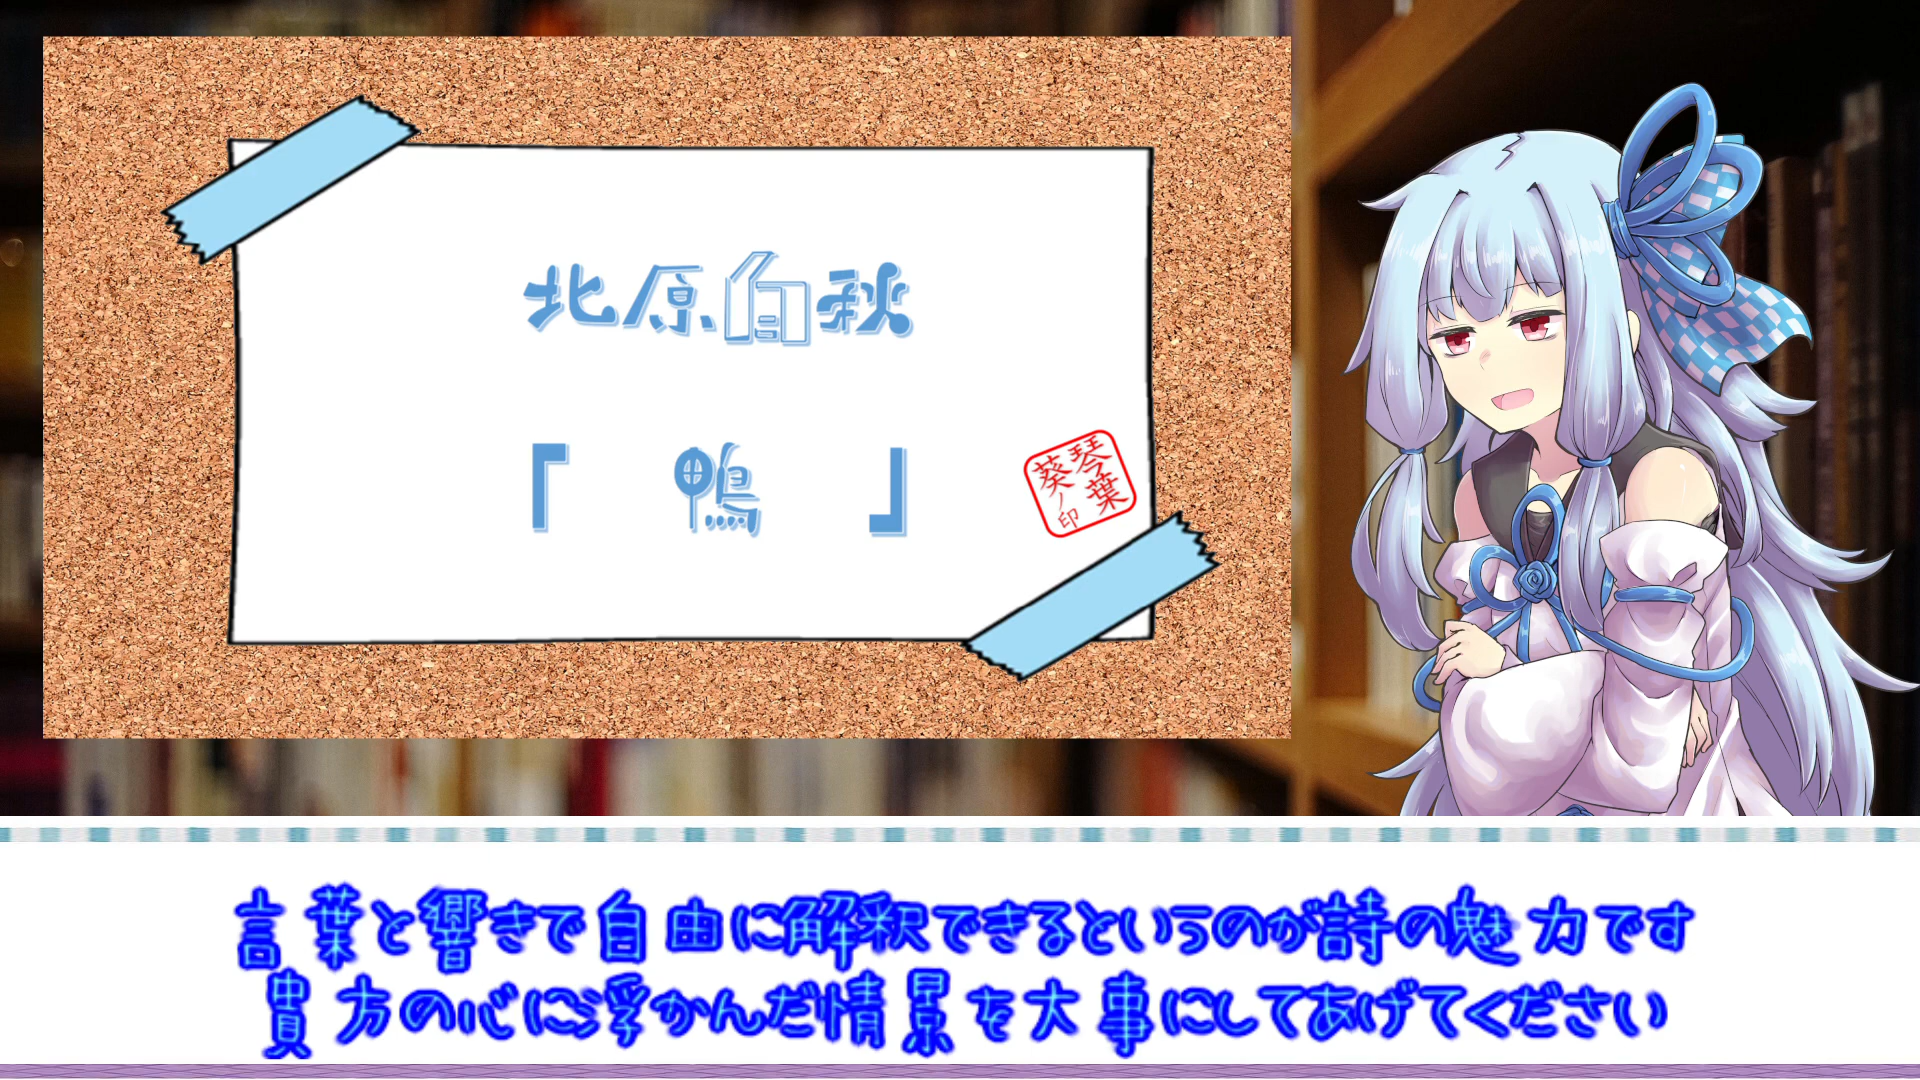 北原白秋
『 鴨 』
琴葉
葵ノ印
言葉と響きで自由に解釈できるというのが詩の魅力です
貴方の心に浮かんだ情景を大事にしてあげてください